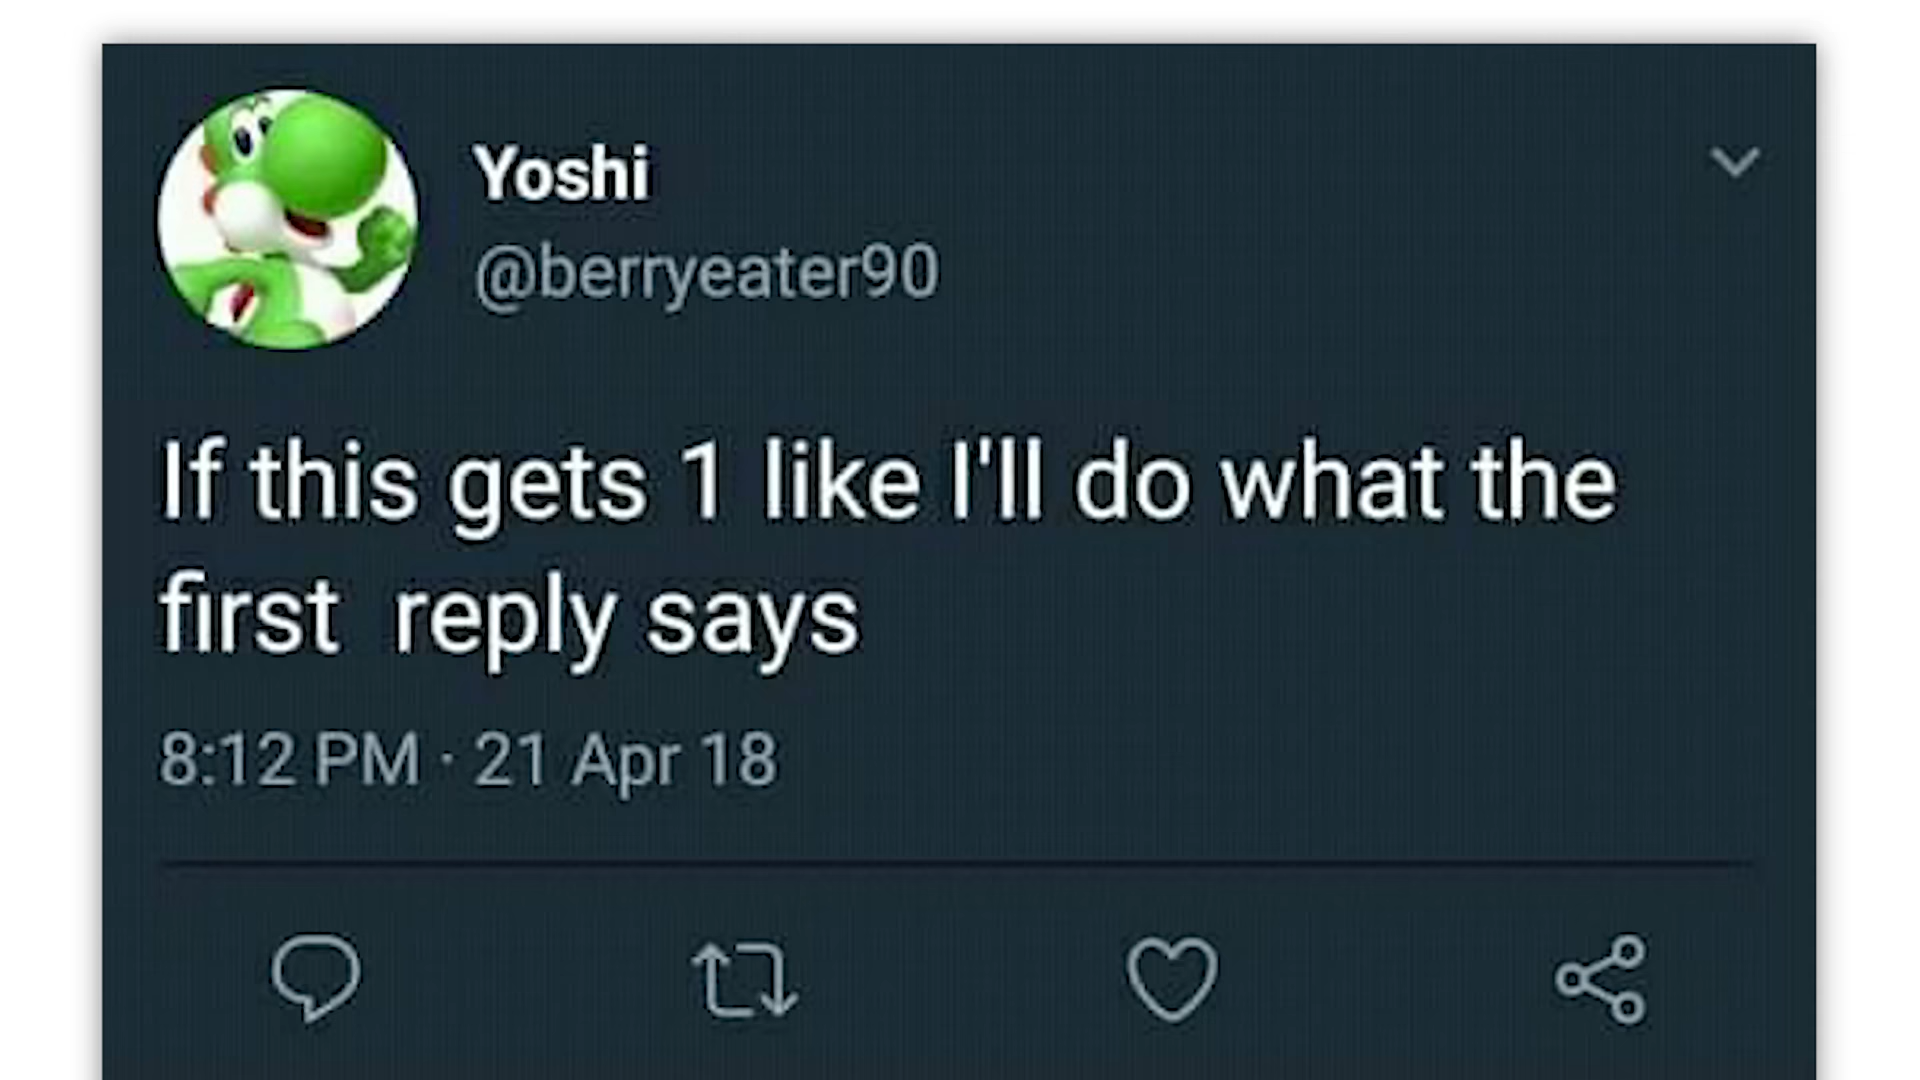 Yoshi
@berryeater90
If this gets 1 like I'll do what the
first  reply says
8:12 PM · 21 Apr 18